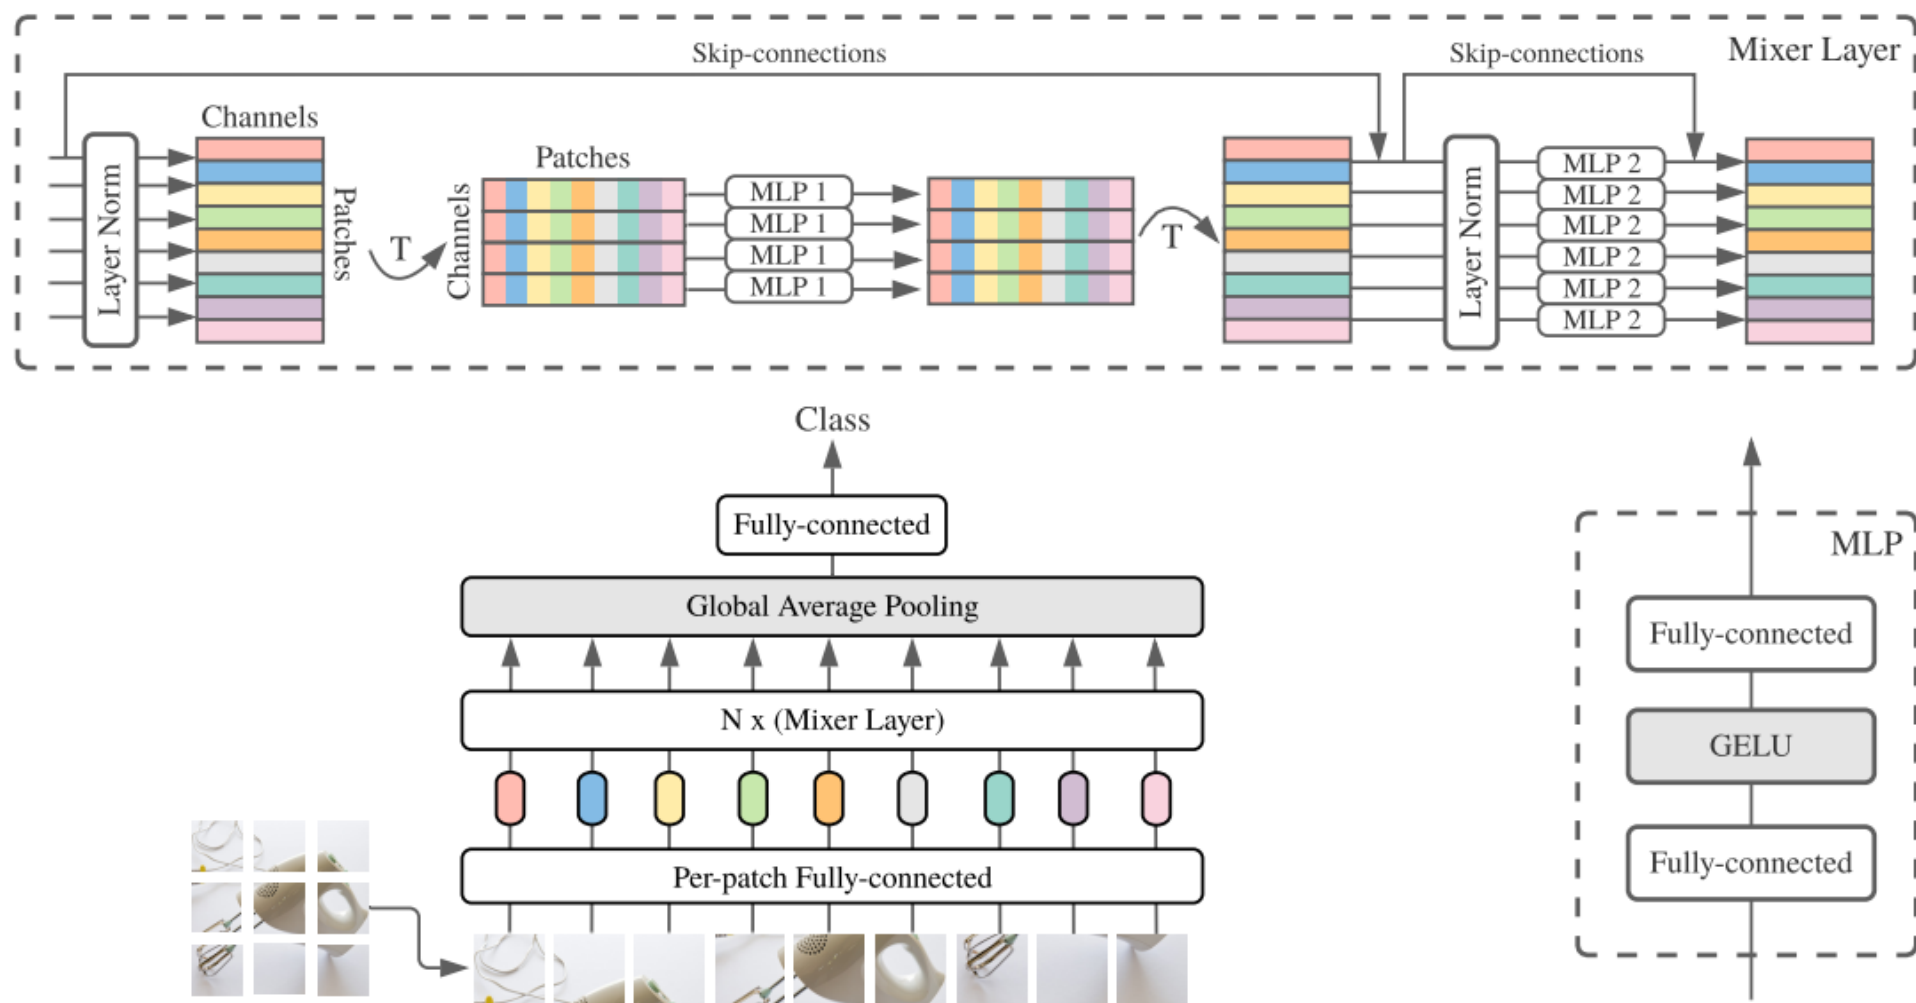 Skip-connections
Skip-connections
Mixer Layer
Channels
Layer Norm
Patches
T
Patches
Channels
MLP 1
MLP 1
MLP 1
MLP 1
T
Layer Norm
MLP 2
MLP 2
MLP 2
MLP 2
MLP 2
MLP 2
Class
Fully-connected
Global Average Pooling
N x (Mixer Layer)
Per-patch Fully-connected
MLP
Fully-connected
GELU
Fully-connected